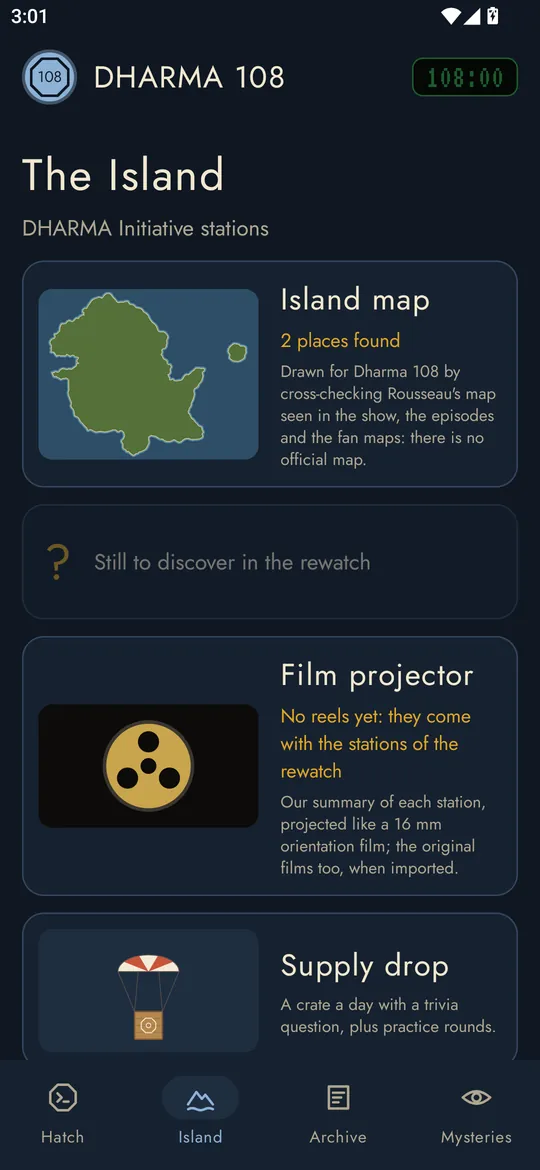 3:01
108
DHARMA 108
108:00
The Island
DHARMA Initiative stations
Island map
2 places found
Drawn for Dharma 108 by
cross-checking Rousseau's map
seen in the show, the episodes
and the fan maps: there is no
official map.
?
Still to discover in the rewatch
Film projector
No reels yet: they come
with the stations of the
rewatch
Our summary of each station,
projected like a 16 mm
orientation film; the original
films too, when imported.
Supply drop
A crate a day with a trivia
question, plus practice rounds.
Hatch
Island
Archive
Mysteries